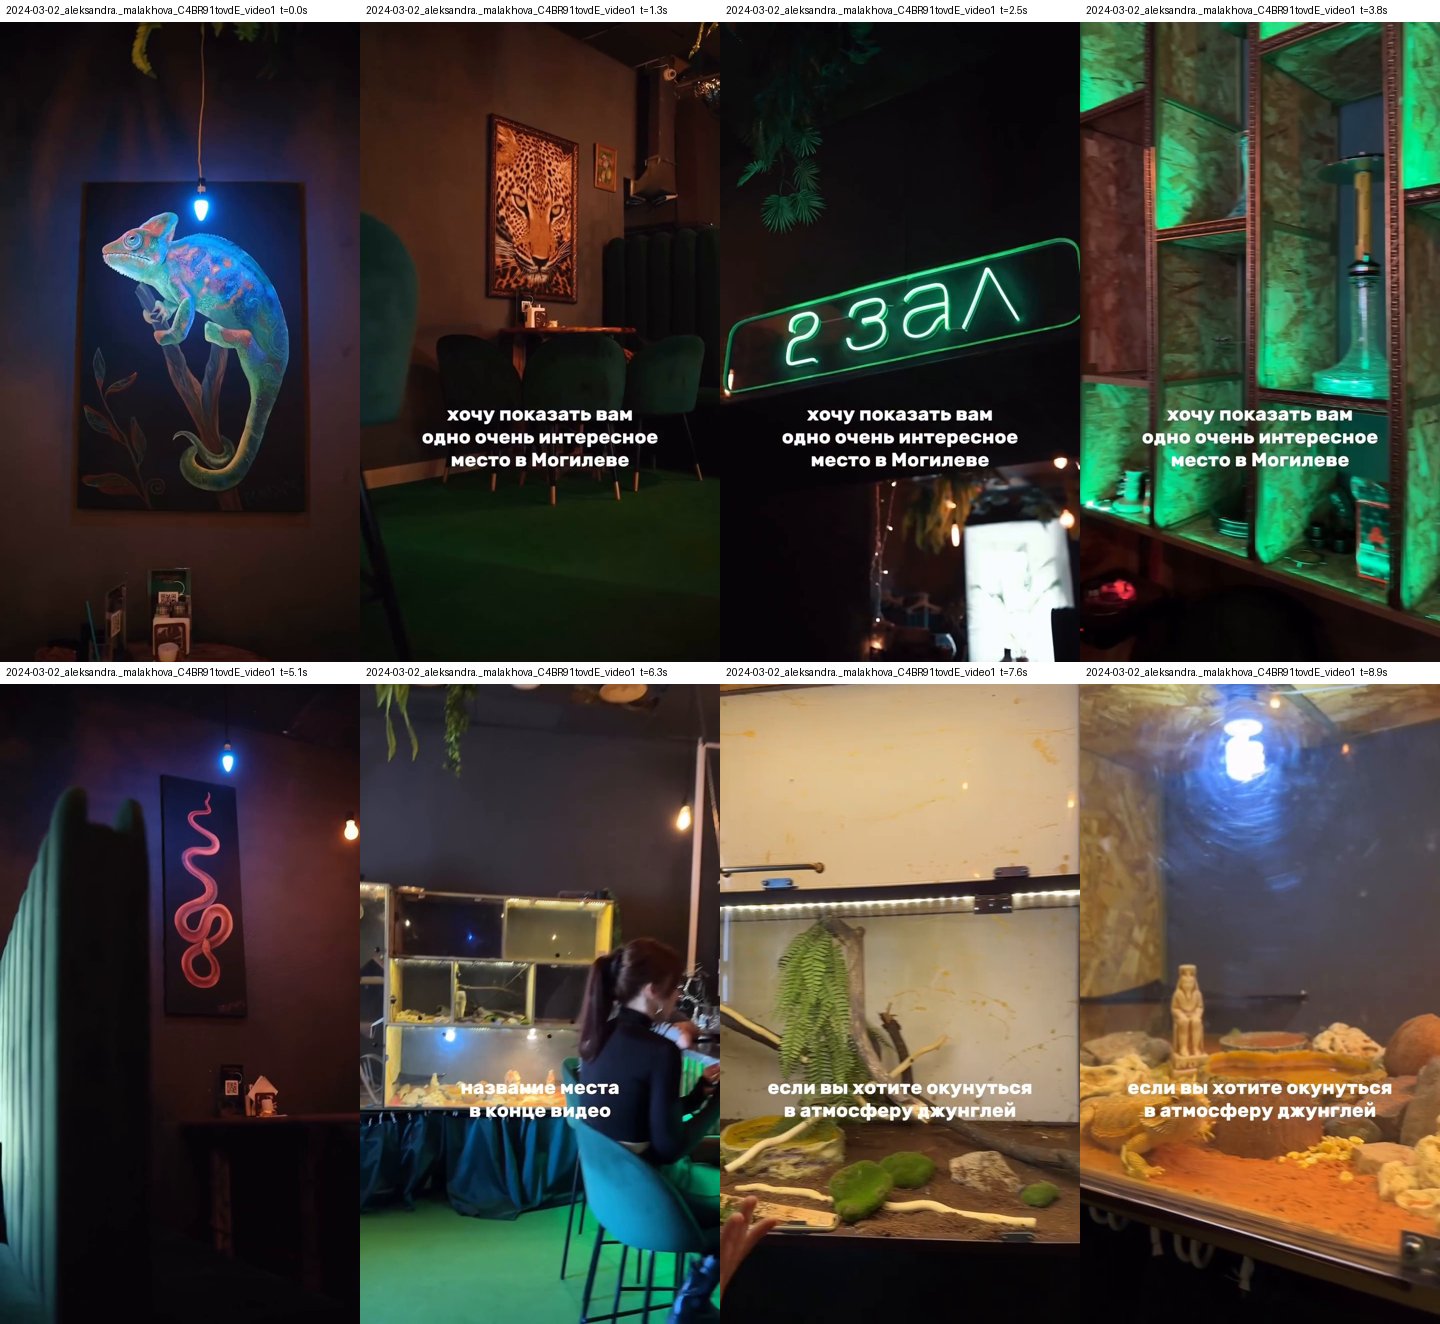 2024-03-02_aleksandra._malakhova_C4BR91tovdE_video1 t=0.0s
2024-03-02_aleksandra._malakhova_C4BR91tovdE_video1 t=1.3s
2024-03-02_aleksandra._malakhova_C4BR91tovdE_video1 t=2.5s
2024-03-02_aleksandra._malakhova_C4BR91tovdE_video1 t=3.8s
хочу показать вам
одно очень интересное
место в Могилеве
2 зал
хочу показать вам
одно очень интересное
место в Могилеве
хочу показать вам
одно очень интересное
место в Могилеве
2024-03-02_aleksandra._malakhova_C4BR91tovdE_video1 t=5.1s
2024-03-02_aleksandra._malakhova_C4BR91tovdE_video1 t=6.3s
2024-03-02_aleksandra._malakhova_C4BR91tovdE_video1 t=7.6s
2024-03-02_aleksandra._malakhova_C4BR91tovdE_video1 t=8.9s
название места
в конце видео
если вы хотите окунуться
в атмосферу джунглей
если вы хотите окунуться
в атмосферу джунглей